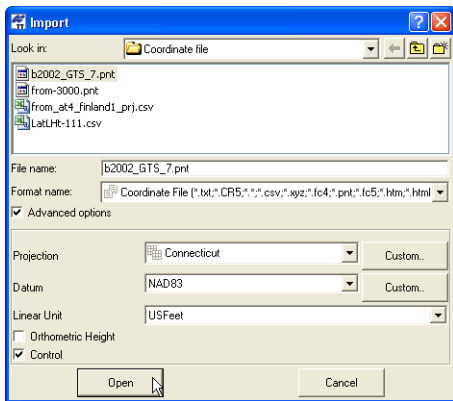 Import
Look in: Coordinate file
b2002_GTS_7.pnt
from-3000.pnt
from_at4_finland1_prj.csv
LatLHt-111.csv
File name: b2002_GTS_7.pnt
Format name: Coordinate File (*.txt;*.CR5;*.*;*.csv;*.xyz;*.fc4;*.pnt;*.fc5;*.htm;*.html
Advanced options
Projection Connecticut Custom..
Datum NAD83 Custom..
Linear Unit USFeet
Orthometric Height
Control
Open Cancel